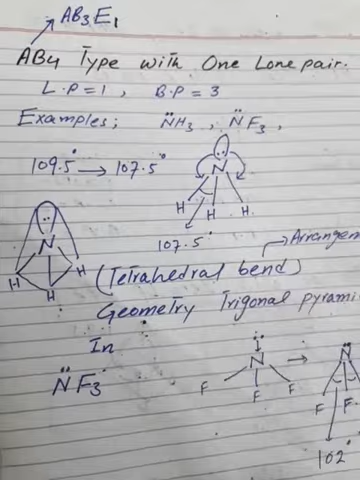 AB3E1
AB4 Type with One Lone pair.
L.P=1 , B.P=3
Examples; N̈H3 , N̈F3 ,
109.5° → 107.5°
N
H H H
107.5°
N
H H H
Arrangem
(Tetrahedral bend)
Geometry Trigonal pyrami
In
N̈F3
N
F F F
N
F F
102°